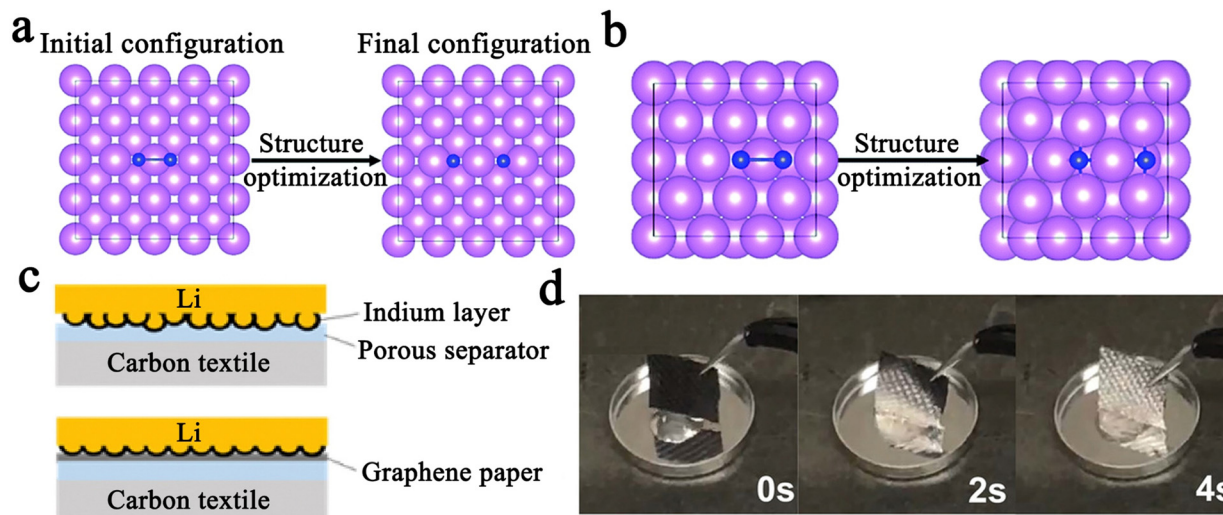 a
Initial configuration
Final configuration
Structure
optimization
b
Structure
optimization
c
Li
Indium layer
Porous separator
Carbon textile
Li
Graphene paper
Carbon textile
d
0s
2s
4s